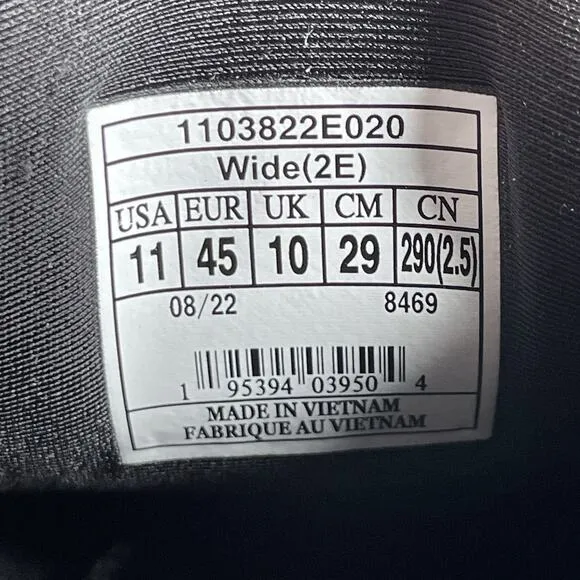 1103822E020
Wide(2E)
USA EUR UK CM CN
11 45 10 29 290(2.5)
08/22 8469
1 95394 03950 4
MADE IN VIETNAM
FABRIQUE AU VIETNAM